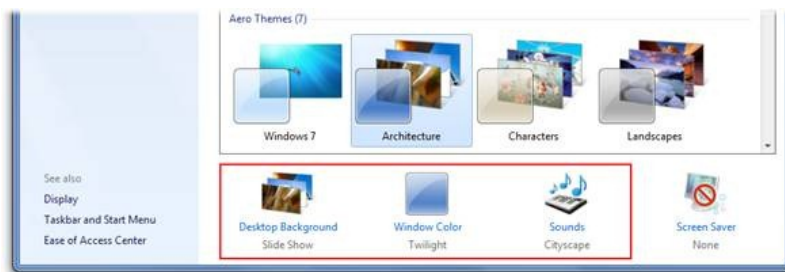 Aero Themes (7)
Windows 7
Architecture
Characters
Landscapes
See also
Display
Taskbar and Start Menu
Ease of Access Center
Desktop Background
Slide Show
Window Color
Twilight
Sounds
Cityscape
Screen Saver
None